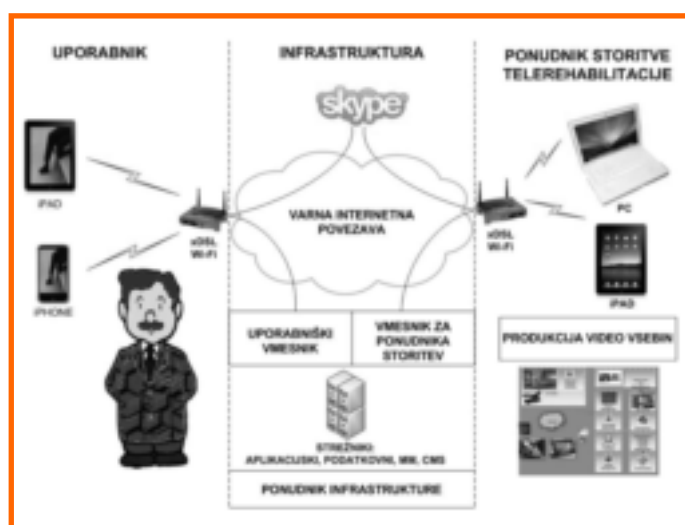 UPORABNIK
INFRASTRUKTURA
PONUDNIK STORITVE
TELEREHABILITACIJE
skype
iPAD
xDSL
Wi-Fi
iPHONE
VARNA INTERNETNA
POVEZAVA
xDSL
Wi-Fi
PC
iPAD
UPORABNIŠKI
VMESNIK
VMESNIK ZA
PONUDNIKA
STORITEV
PRODUKCIJA VIDEO VSEBIN
STREŽNIKI:
APLIKACIJSKI, PODATKOVNI, MM, CMS
PONUDNIK INFRASTRUKTURE